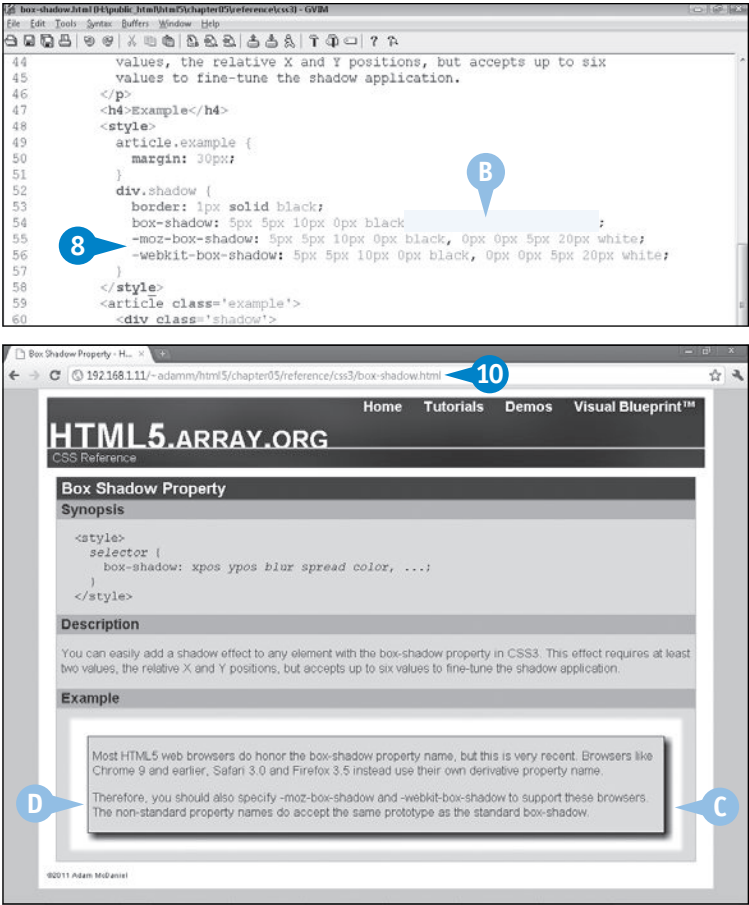 box-shadow.html (H:\public_html\html5\chapter05\reference\css3) - GVIM
File Edit Tools Syntax Buffers Window Help
44 values, the relative X and Y positions, but accepts up to six
45 values to fine-tune the shadow application.
46 </p>
47 <h4>Example</h4>
48 <style>
49 article.example {
50 margin: 30px;
51 }
52 div.shadow {
53 border: 1px solid black;
54 box-shadow: 5px 5px 10px 0px black ;
55 -moz-box-shadow: 5px 5px 10px 0px black, 0px 0px 5px 20px white;
56 -webkit-box-shadow: 5px 5px 10px 0px black, 0px 0px 5px 20px white;
57 }
58 </style>
59 <article class='example'>
60 <div class='shadow'>
B
8
Box Shadow Property - H...
192.168.1.11/~adamm/html5/chapter05/reference/css3/box-shadow.html
10
Home Tutorials Demos Visual Blueprint™
HTML5.ARRAY.ORG
CSS Reference
Box Shadow Property
Synopsis
<style>
selector {
box-shadow: xpos ypos blur spread color, ...;
}
</style>
Description
You can easily add a shadow effect to any element with the box-shadow property in CSS3. This effect requires at least
two values, the relative X and Y positions, but accepts up to six values to fine-tune the shadow application.
Example
Most HTML5 web browsers do honor the box-shadow property name, but this is very recent. Browsers like
Chrome 9 and earlier, Safari 3.0 and Firefox 3.5 instead use their own derivative property name.
Therefore, you should also specify -moz-box-shadow and -webkit-box-shadow to support these browsers.
The non-standard property names do accept the same prototype as the standard box-shadow.
D
C
©2011 Adam McDaniel